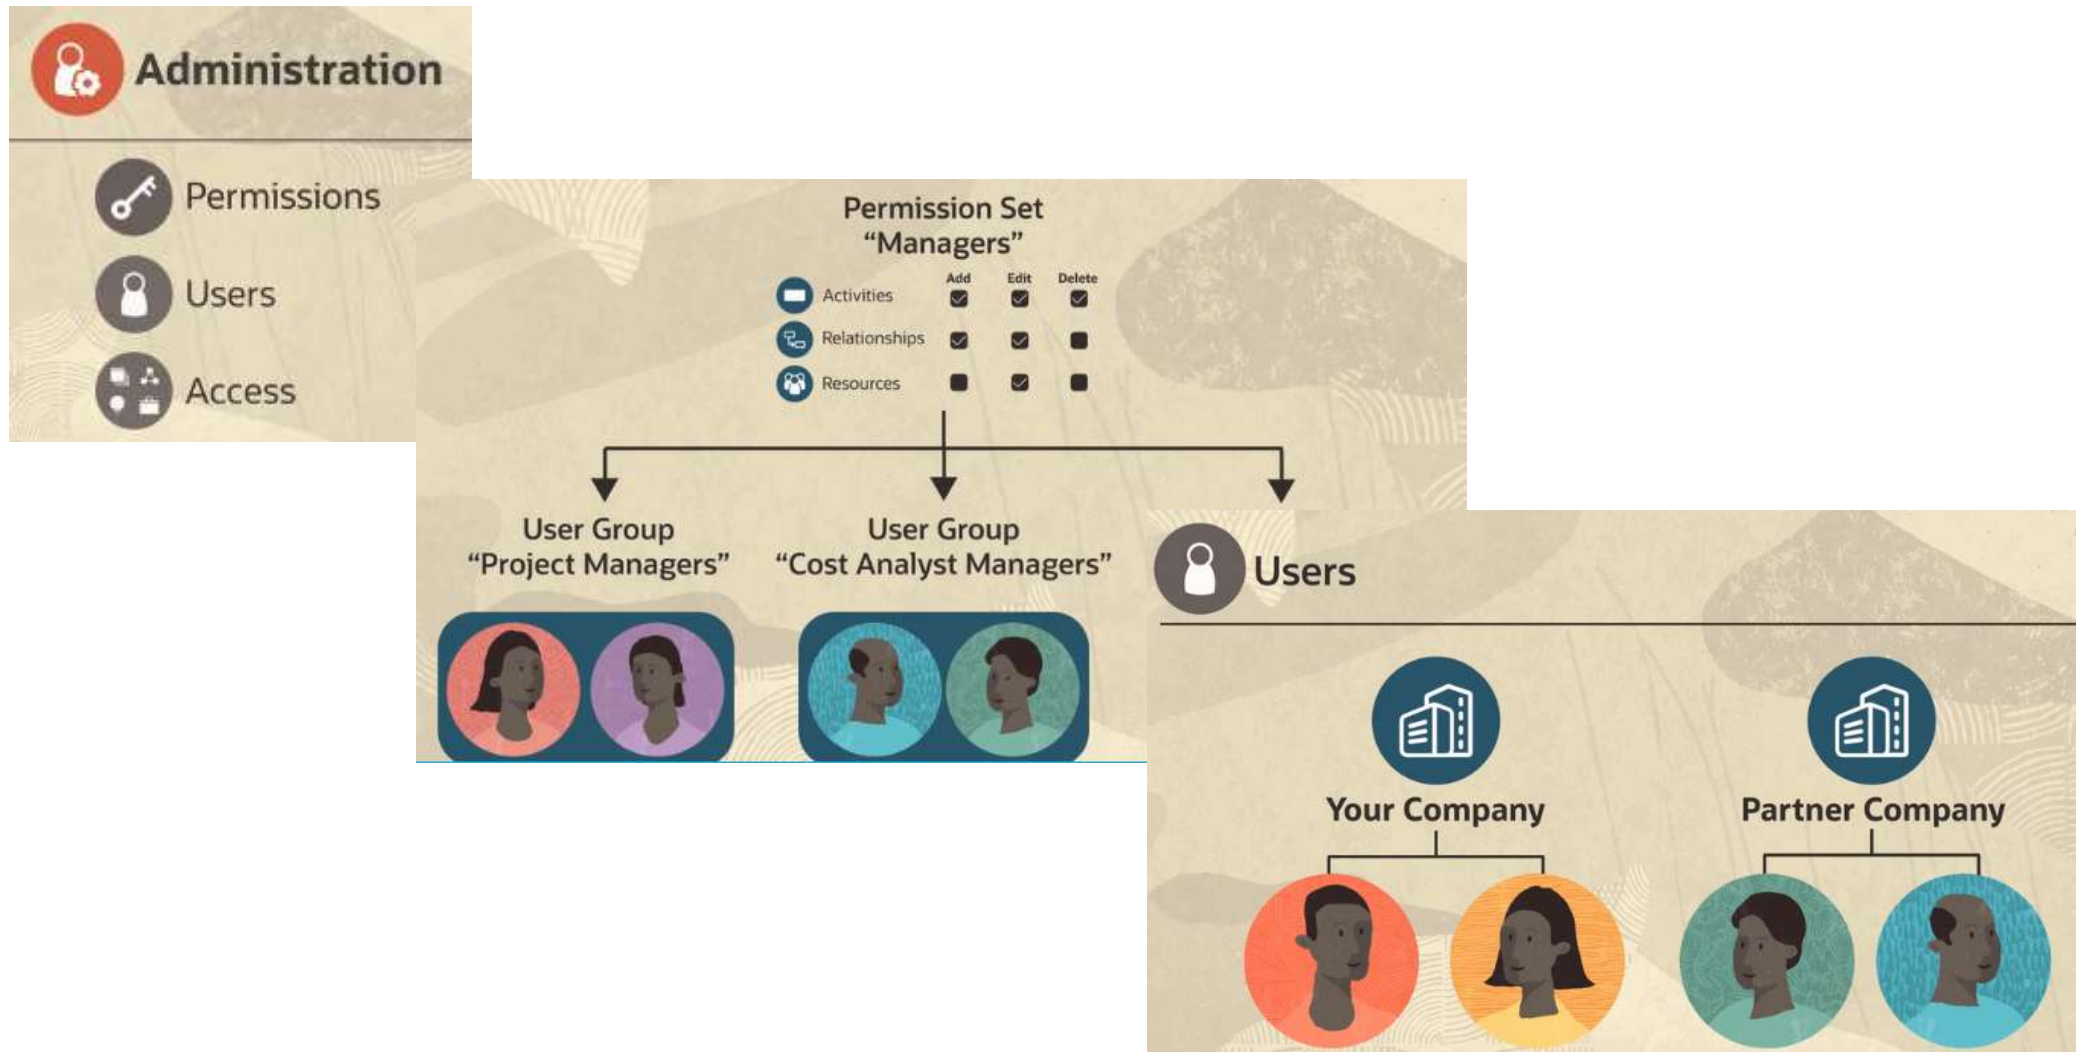 Administration
Permissions
Users
Access
Permission Set
“Managers”
Add Edit Delete
Activities
Relationships
Resources
User Group
“Project Managers”
User Group
“Cost Analyst Managers”
Users
Your Company
Partner Company